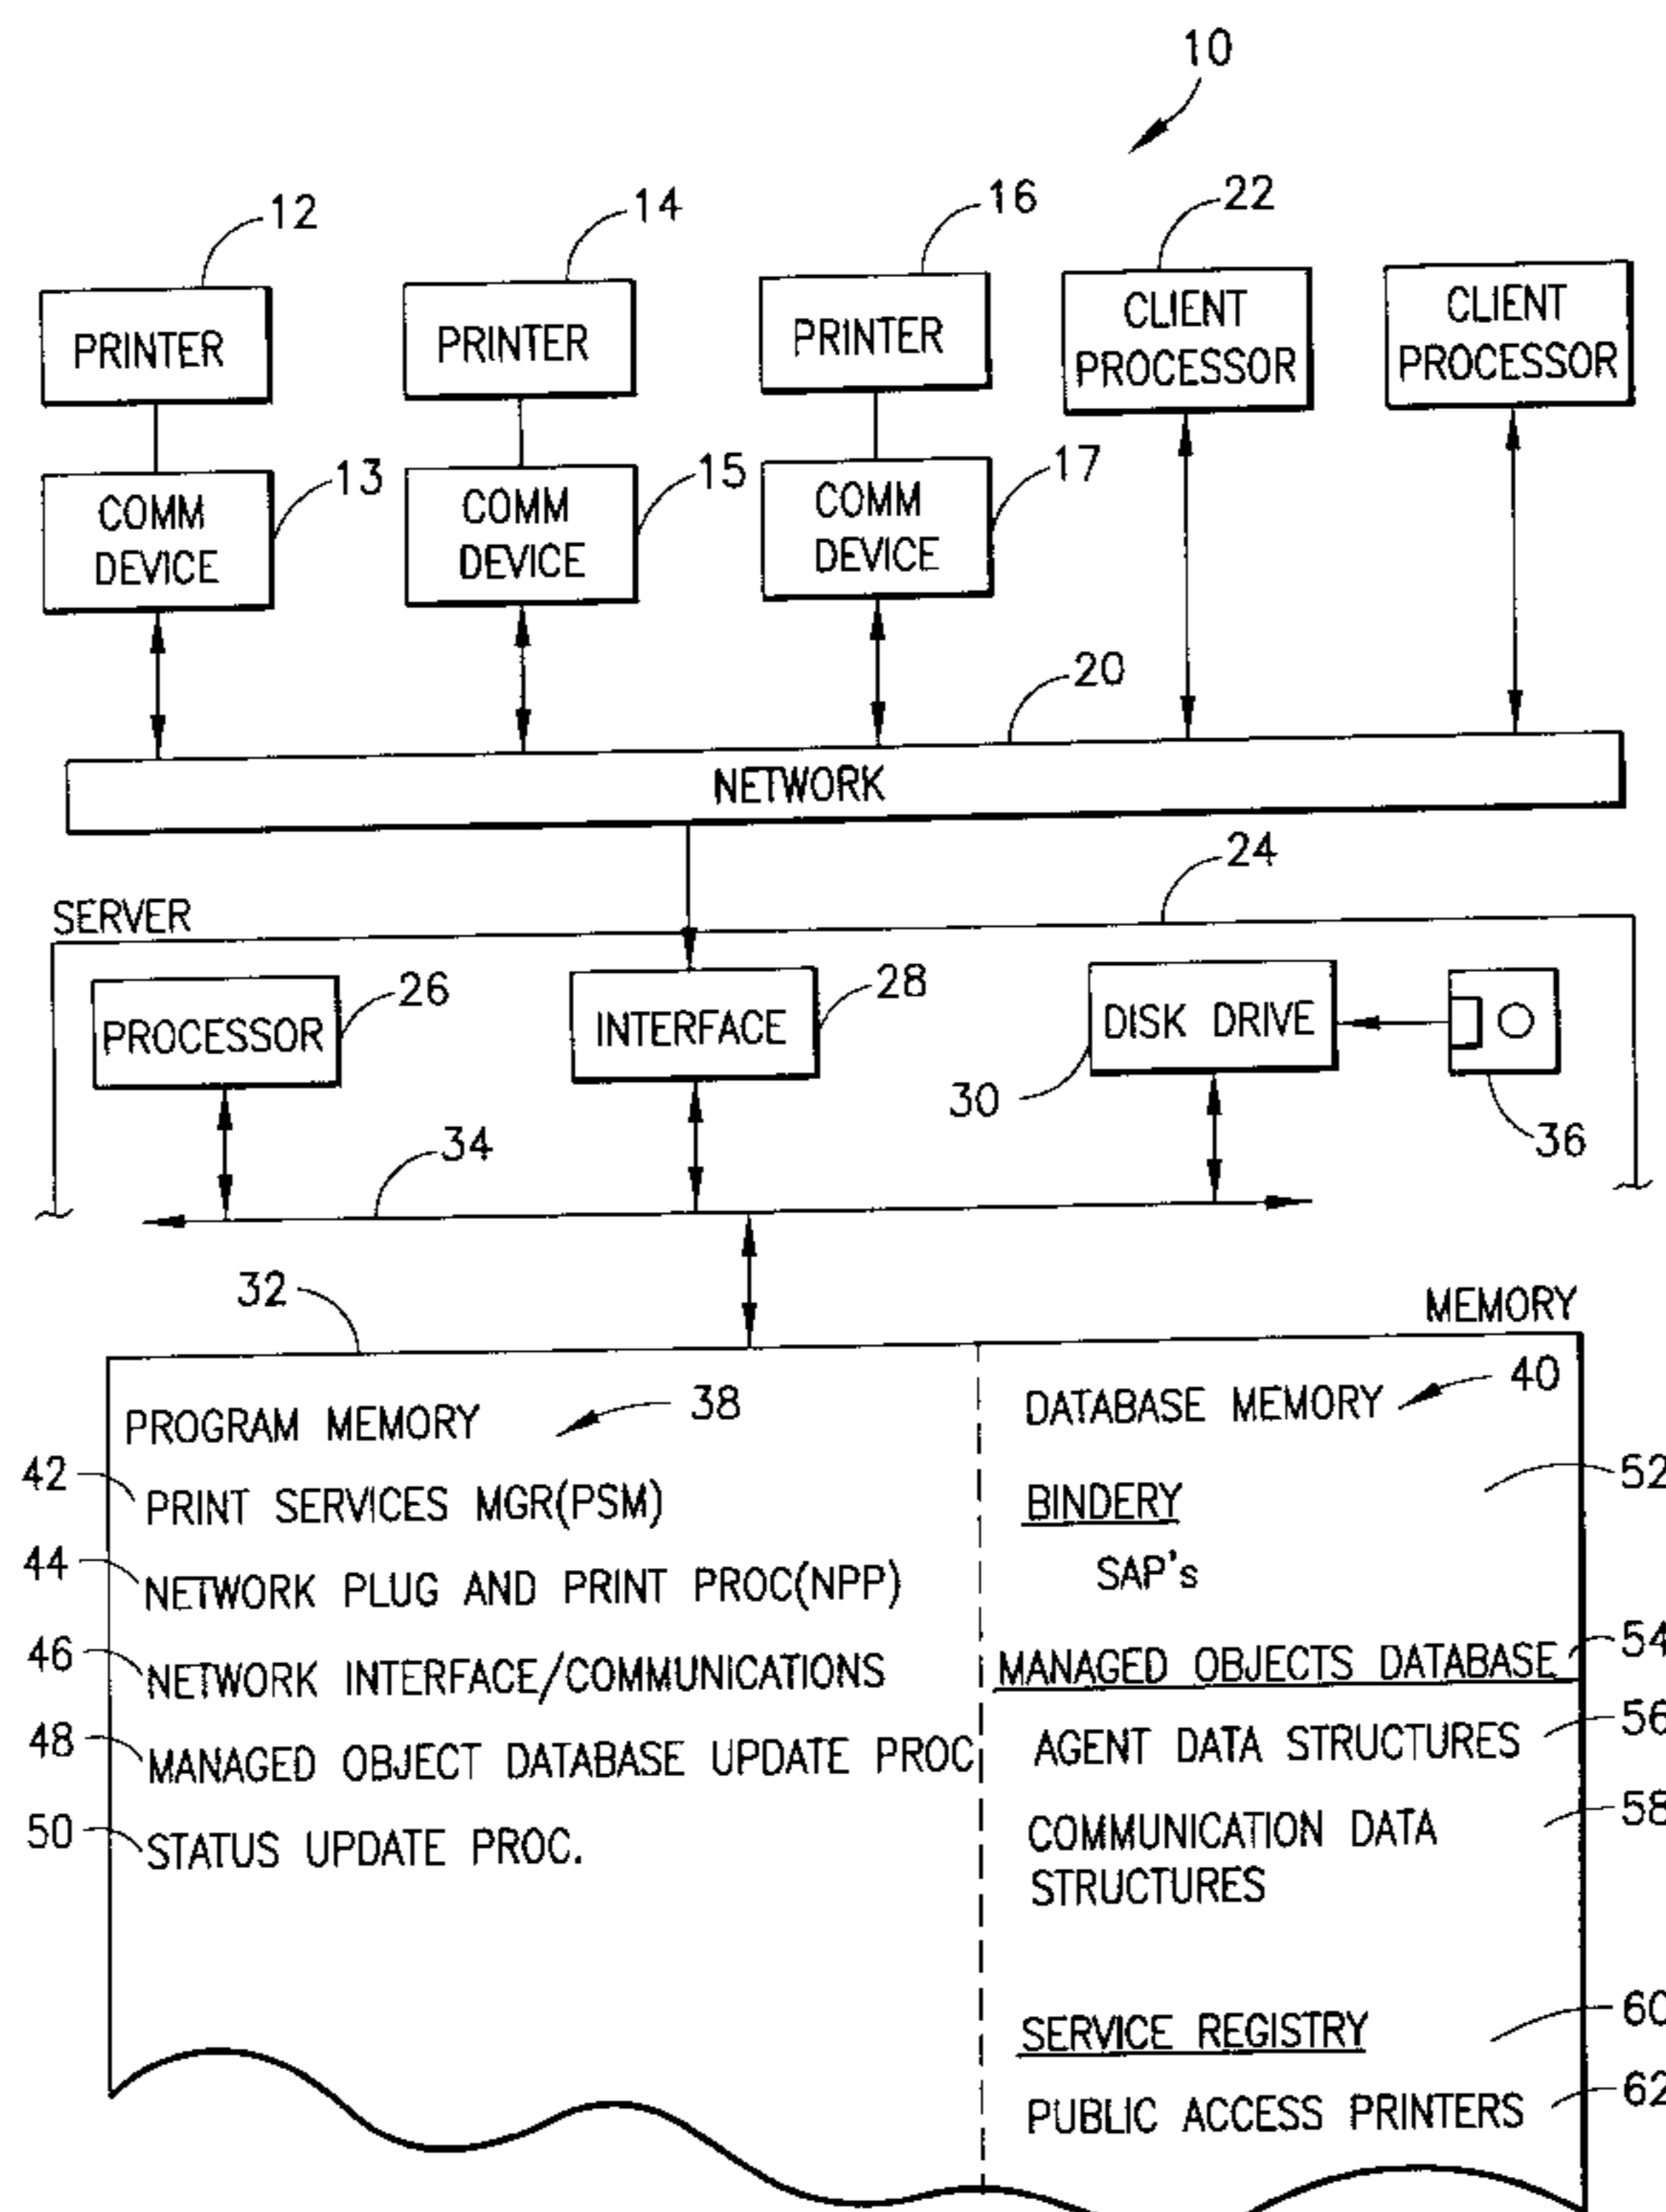 10
12
14
16
22
PRINTER
PRINTER
PRINTER
CLIENT
PROCESSOR
CLIENT
PROCESSOR
13
15
17
COMM
DEVICE
COMM
DEVICE
COMM
DEVICE
20
NETWORK
24
SERVER
PROCESSOR
26
INTERFACE
28
DISK DRIVE
30
36
34
32
MEMORY
PROGRAM MEMORY
38
42
PRINT SERVICES MGR(PSM)
44
NETWORK PLUG AND PRINT PROC(NPP)
46
NETWORK INTERFACE/COMMUNICATIONS
48
MANAGED OBJECT DATABASE UPDATE PROC
50
STATUS UPDATE PROC.
DATABASE MEMORY
40
BINDERY
52
SAP's
MANAGED OBJECTS DATABASE
54
AGENT DATA STRUCTURES
56
COMMUNICATION DATA
STRUCTURES
58
SERVICE REGISTRY
60
PUBLIC ACCESS PRINTERS
62